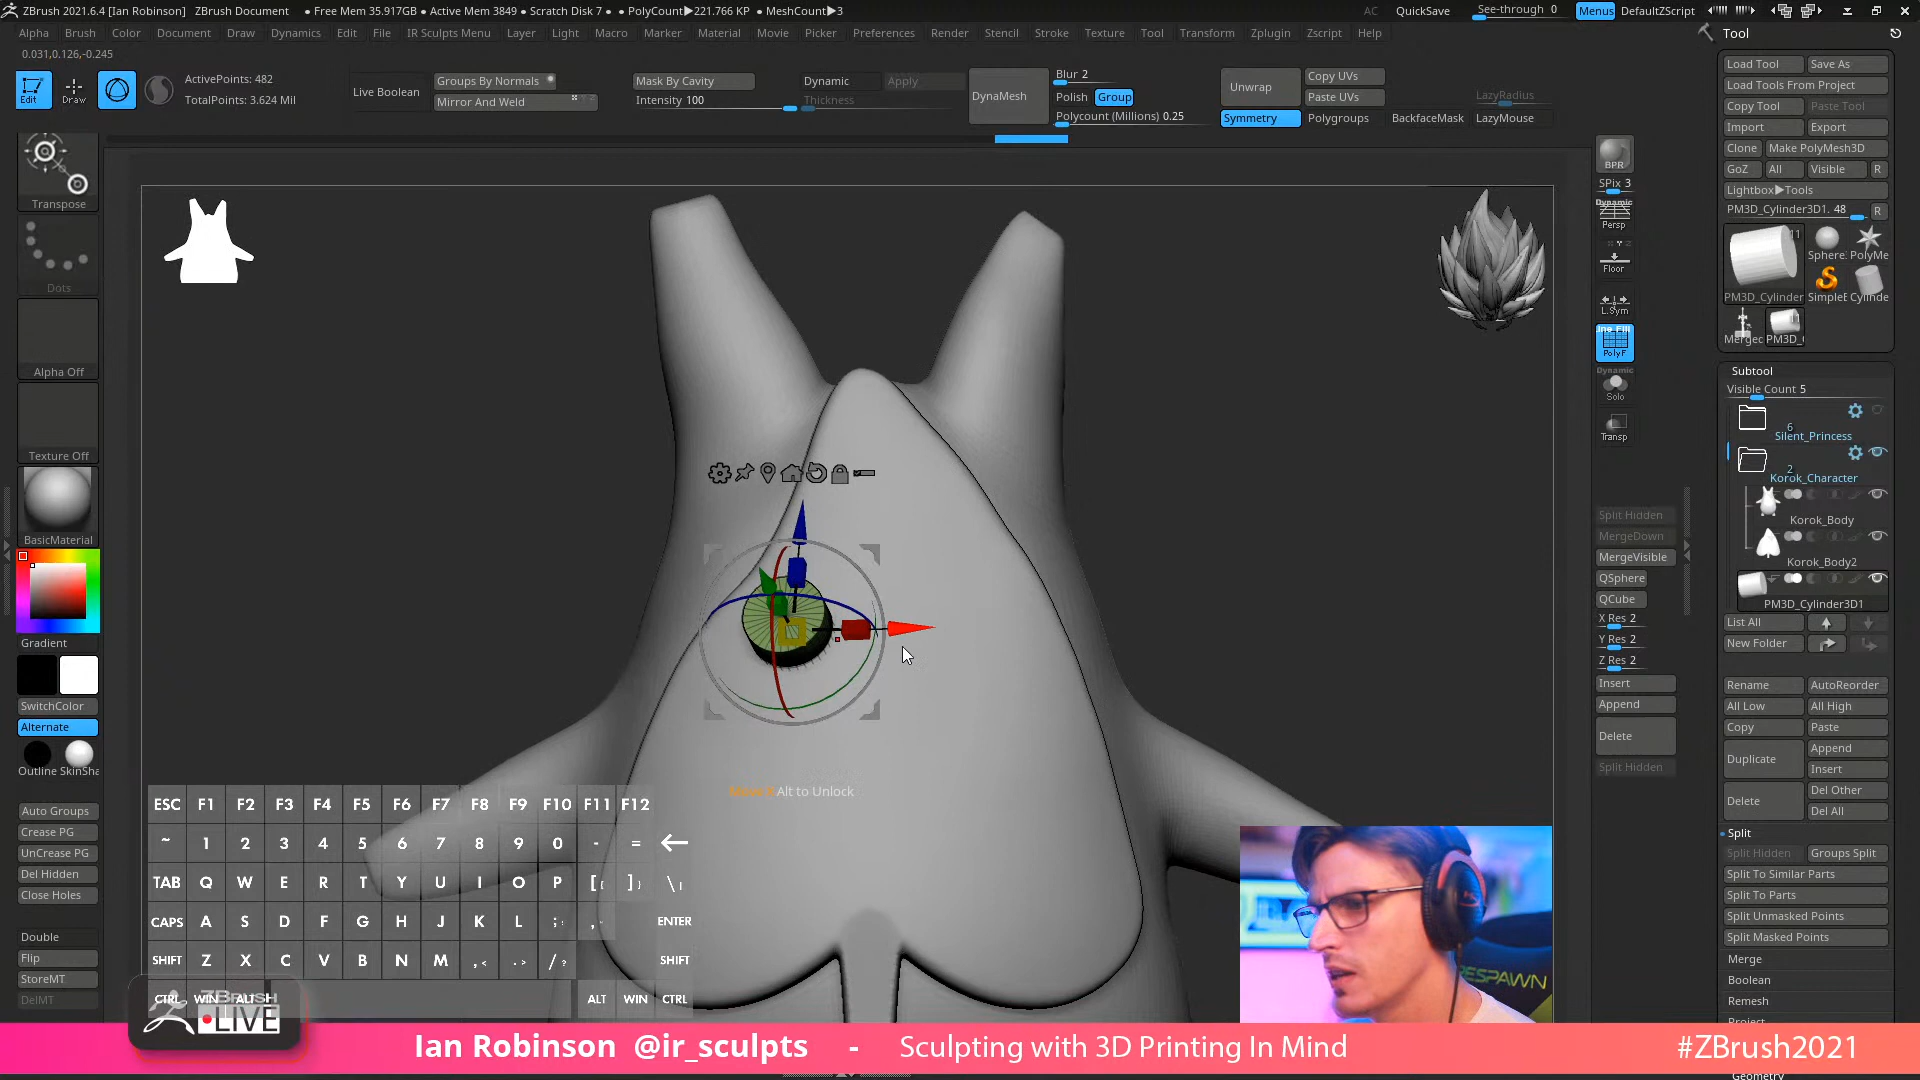 ZBrush 2021.6.4 [Ian Robinson] ZBrush Document • Free Mem 35.917GB • Active Mem 3849 • Scratch Disk 7 • PolyCount▶221.766 KP • MeshCount▶3
AC QuickSave See-through 0 Menus DefaultZScript
Alpha Brush Color Document Draw Dynamics Edit File IR Sculpts Menu Layer Light Macro Marker Material Movie Picker Preferences Render Stencil Stroke Texture Tool Transform Zplugin Zscript Help
0.031,0.126,-0.245
Edit Draw
ActivePoints: 482
TotalPoints: 3.624 Mil
Live Boolean
Groups By Normals
Mirror And Weld
Mask By Cavity
Intensity 100
Dynamic Apply
Thickness
DynaMesh
Blur 2
Polish Group
Polycount (Millions) 0.25
Unwrap
Copy UVs
Paste UVs
Symmetry Polygroups BackfaceMask LazyMouse
LazyRadius
Transpose
Dots
Alpha Off
Texture Off
BasicMaterial
Gradient
SwitchColor
Alternate
Outline SkinSha
Auto Groups
Crease PG
UnCrease PG
Del Hidden
Close Holes
Double
Flip
StoreMT
DelMT
Alt to Unlock
ESC F1 F2 F3 F4 F5 F6 F7 F8 F9 F10 F11 F12
~ 1 2 3 4 5 6 7 8 9 0 - =
TAB Q W E R T Y U I O P
CAPS A S D F G H J K L ENTER
SHIFT Z X C V B N M SHIFT
CTRL WIN ALT ALT WIN CTRL
ZBRUSH
LIVE
BPR
SPix 3
Dynamic
Persp
Floor
L.Sym
Line Fill
PolyF
Dynamic
Solo
Transp
Split Hidden
MergeDown
MergeVisible
QSphere
QCube
X Res 2
Y Res 2
Z Res 2
Insert
Append
Delete
Split Hidden
Tool
Load Tool Save As
Load Tools From Project
Copy Tool Paste Tool
Import Export
Clone Make PolyMesh3D
GoZ All Visible R
Lightbox▶Tools
PM3D_Cylinder3D1. 48 R
11
Sphere. PolyMe
PM3D_Cylinder SimpleB Cylinde
Mergec PM3D_(
Subtool
Visible Count 5
6
Silent_Princess
2
Korok_Character
Korok_Body
Korok_Body2
PM3D_Cylinder3D1
List All
New Folder
Rename AutoReorder
All Low All High
Copy Paste
Duplicate Append
Insert
Delete Del Other
Del All
Split
Split Hidden Groups Split
Split To Similar Parts
Split To Parts
Split Unmasked Points
Split Masked Points
Merge
Boolean
Remesh
Project
Geometry
RESPAWN
Ian Robinson @ir_sculpts - Sculpting with 3D Printing In Mind #ZBrush2021